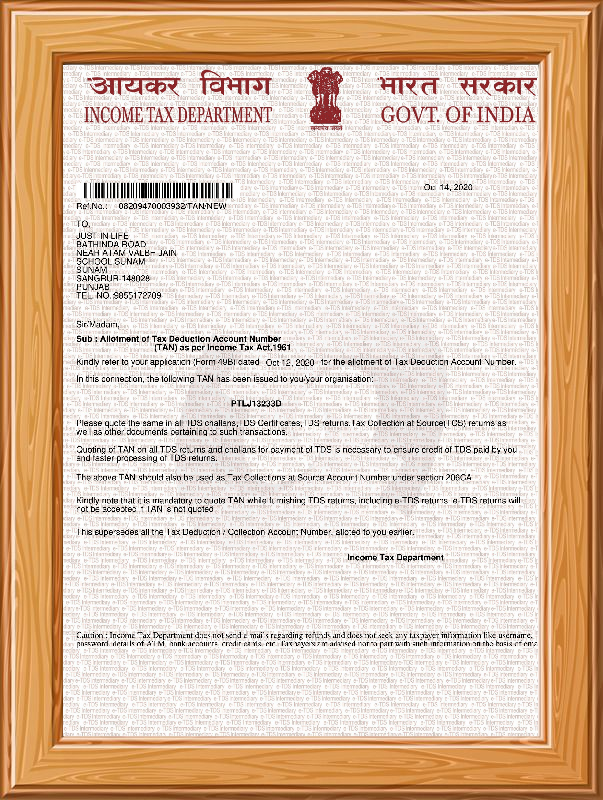 आयकर विभाग
भारत सरकार
INCOME TAX DEPARTMENT
GOVT. OF INDIA
सत्यमेव जयते
Oct 14, 2020
Ref.No.: 08209470003932/TAN/NEW
TO,
JUST IN LIFE
BATHINDA ROAD
NEAR ATAM VALBH JAIN
SCHOOL SUNAM
SUNAM
SANGRUR-148028
PUNJAB
TEL. NO.:9855172789
Sir/Madam,
Sub : Allotment of Tax Deduction Account Number
(TAN) as per Income Tax Act,1961
Kindly refer to your application (Form 49B) dated Oct 12, 2020 for the allotment of Tax Deduction Account Number.
In this connection, the following TAN has been issued to you/your organisation:
PTLJ13233D
Please quote the same in all TDS challans,TDS Certificates,TDS returns,Tax Collection at Source(TCS) returns as
well as other documents pertaining to such transactions.
Quoting of TAN on all TDS returns and challans for payment of TDS is necessary to ensure credit of TDS paid by you
and faster processing of TDS returns.
The above TAN should also be used as Tax Collections at Source Account Number under section 206CA.
Kindly note that it is mandatory to quote TAN while furnishing TDS returns, including e-TDS returns. e-TDS returns will
not be accepted if TAN is not quoted.
This supersedes all the Tax Deduction / Collection Account Number, alloted to you earlier.
Income Tax Department
Caution : Income Tax Department does not send e-mails regarding refunds and does not seek any taxpayer information like username,
password, details of ATM, bank accounts, credit cards, etc. Taxpayers are advised not to part with such information on the basis of ema